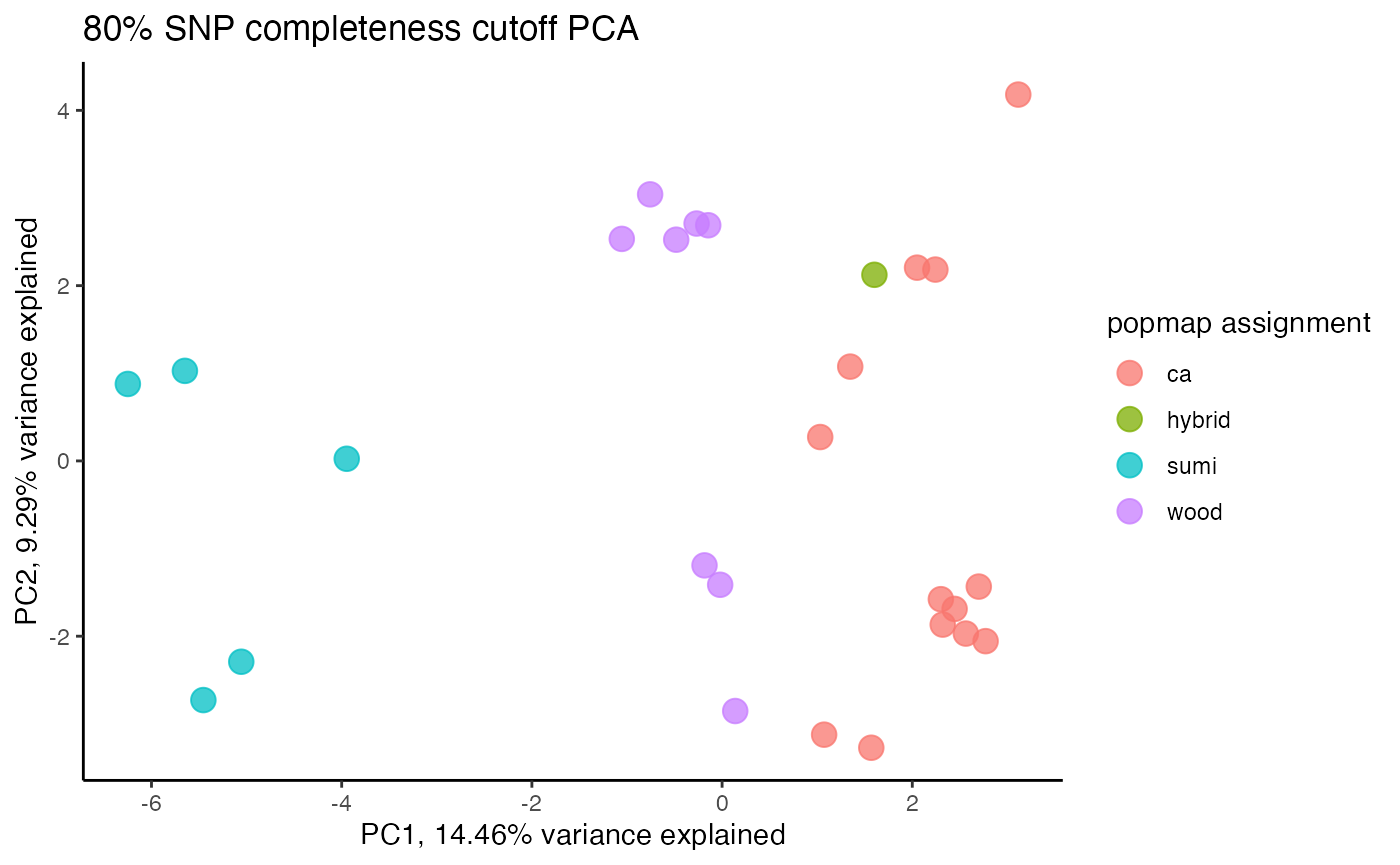 80% SNP completeness cutoff PCA
PC2, 9.29% variance explained
4
2
0
-2
-6
-4
-2
0
2
PC1, 14.46% variance explained
popmap assignment
ca
hybrid
sumi
wood